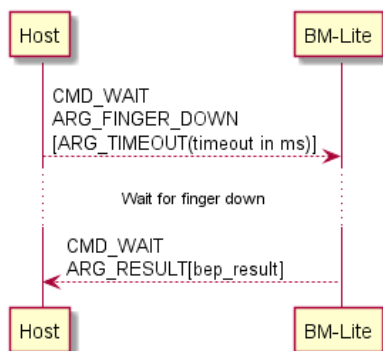 Host
BM-Lite
CMD_WAIT
ARG_FINGER_DOWN
[ARG_TIMEOUT(timeout in ms)]
Wait for finger down
CMD_WAIT
ARG_RESULT[bep_result]
Host
BM-Lite